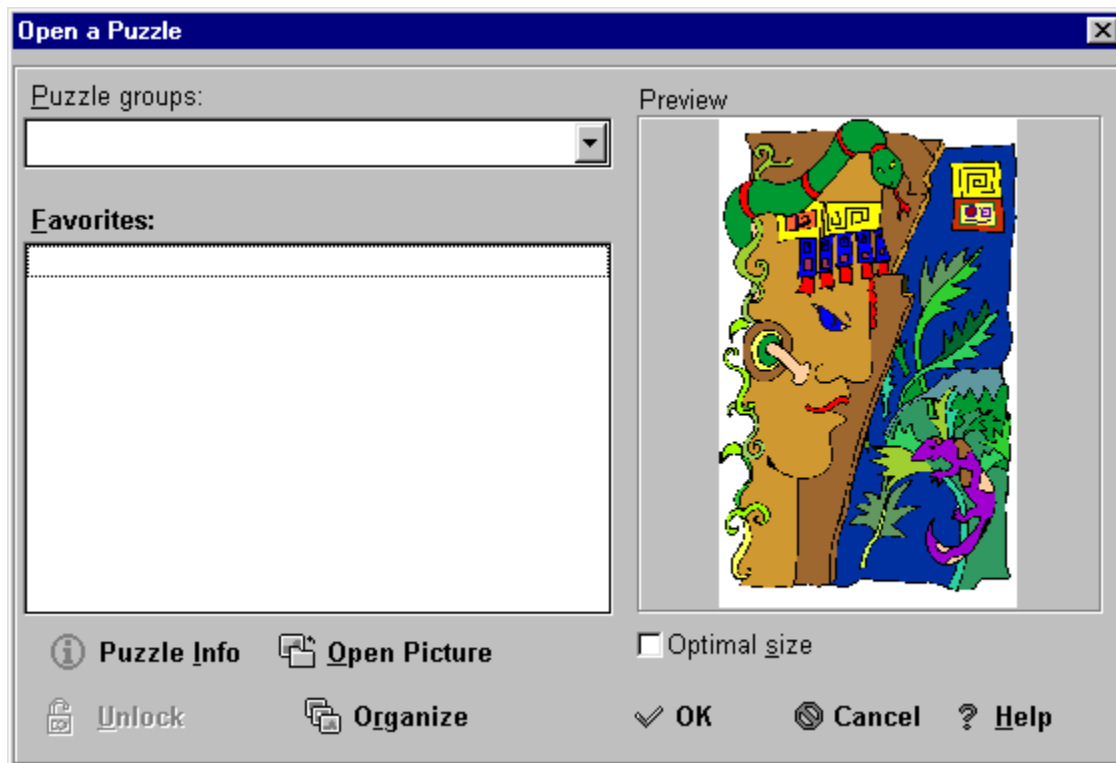 Open a Puzzle
Puzzle groups:
Favorites:
Preview
Puzzle Info
Open Picture
Optimal size
Unlock
Organize
OK
Cancel
Help